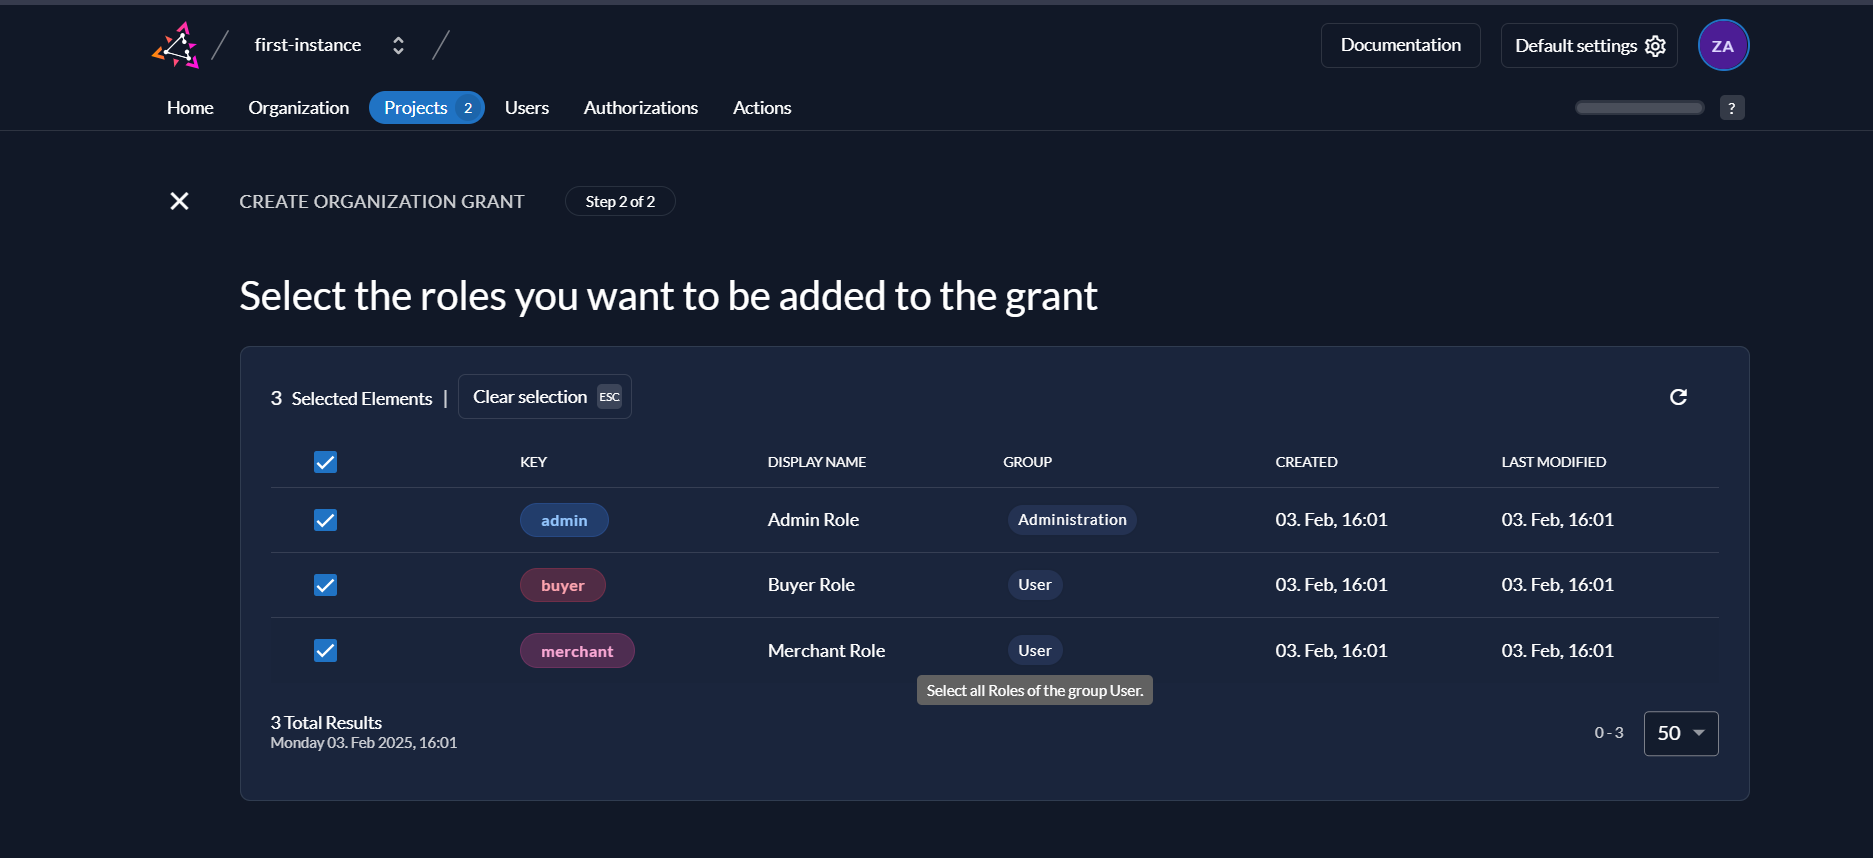 first-instance
Documentation
Default settings
ZA
Home
Organization
Projects 2
Users
Authorizations
Actions
?
CREATE ORGANIZATION GRANT
Step 2 of 2
Select the roles you want to be added to the grant
3 Selected Elements | Clear selection ESC
KEY DISPLAY NAME GROUP CREATED LAST MODIFIED
admin Admin Role Administration 03. Feb, 16:01 03. Feb, 16:01
buyer Buyer Role User 03. Feb, 16:01 03. Feb, 16:01
merchant Merchant Role User 03. Feb, 16:01 03. Feb, 16:01
Select all Roles of the group User.
3 Total Results
Monday 03. Feb 2025, 16:01
0 - 3
50